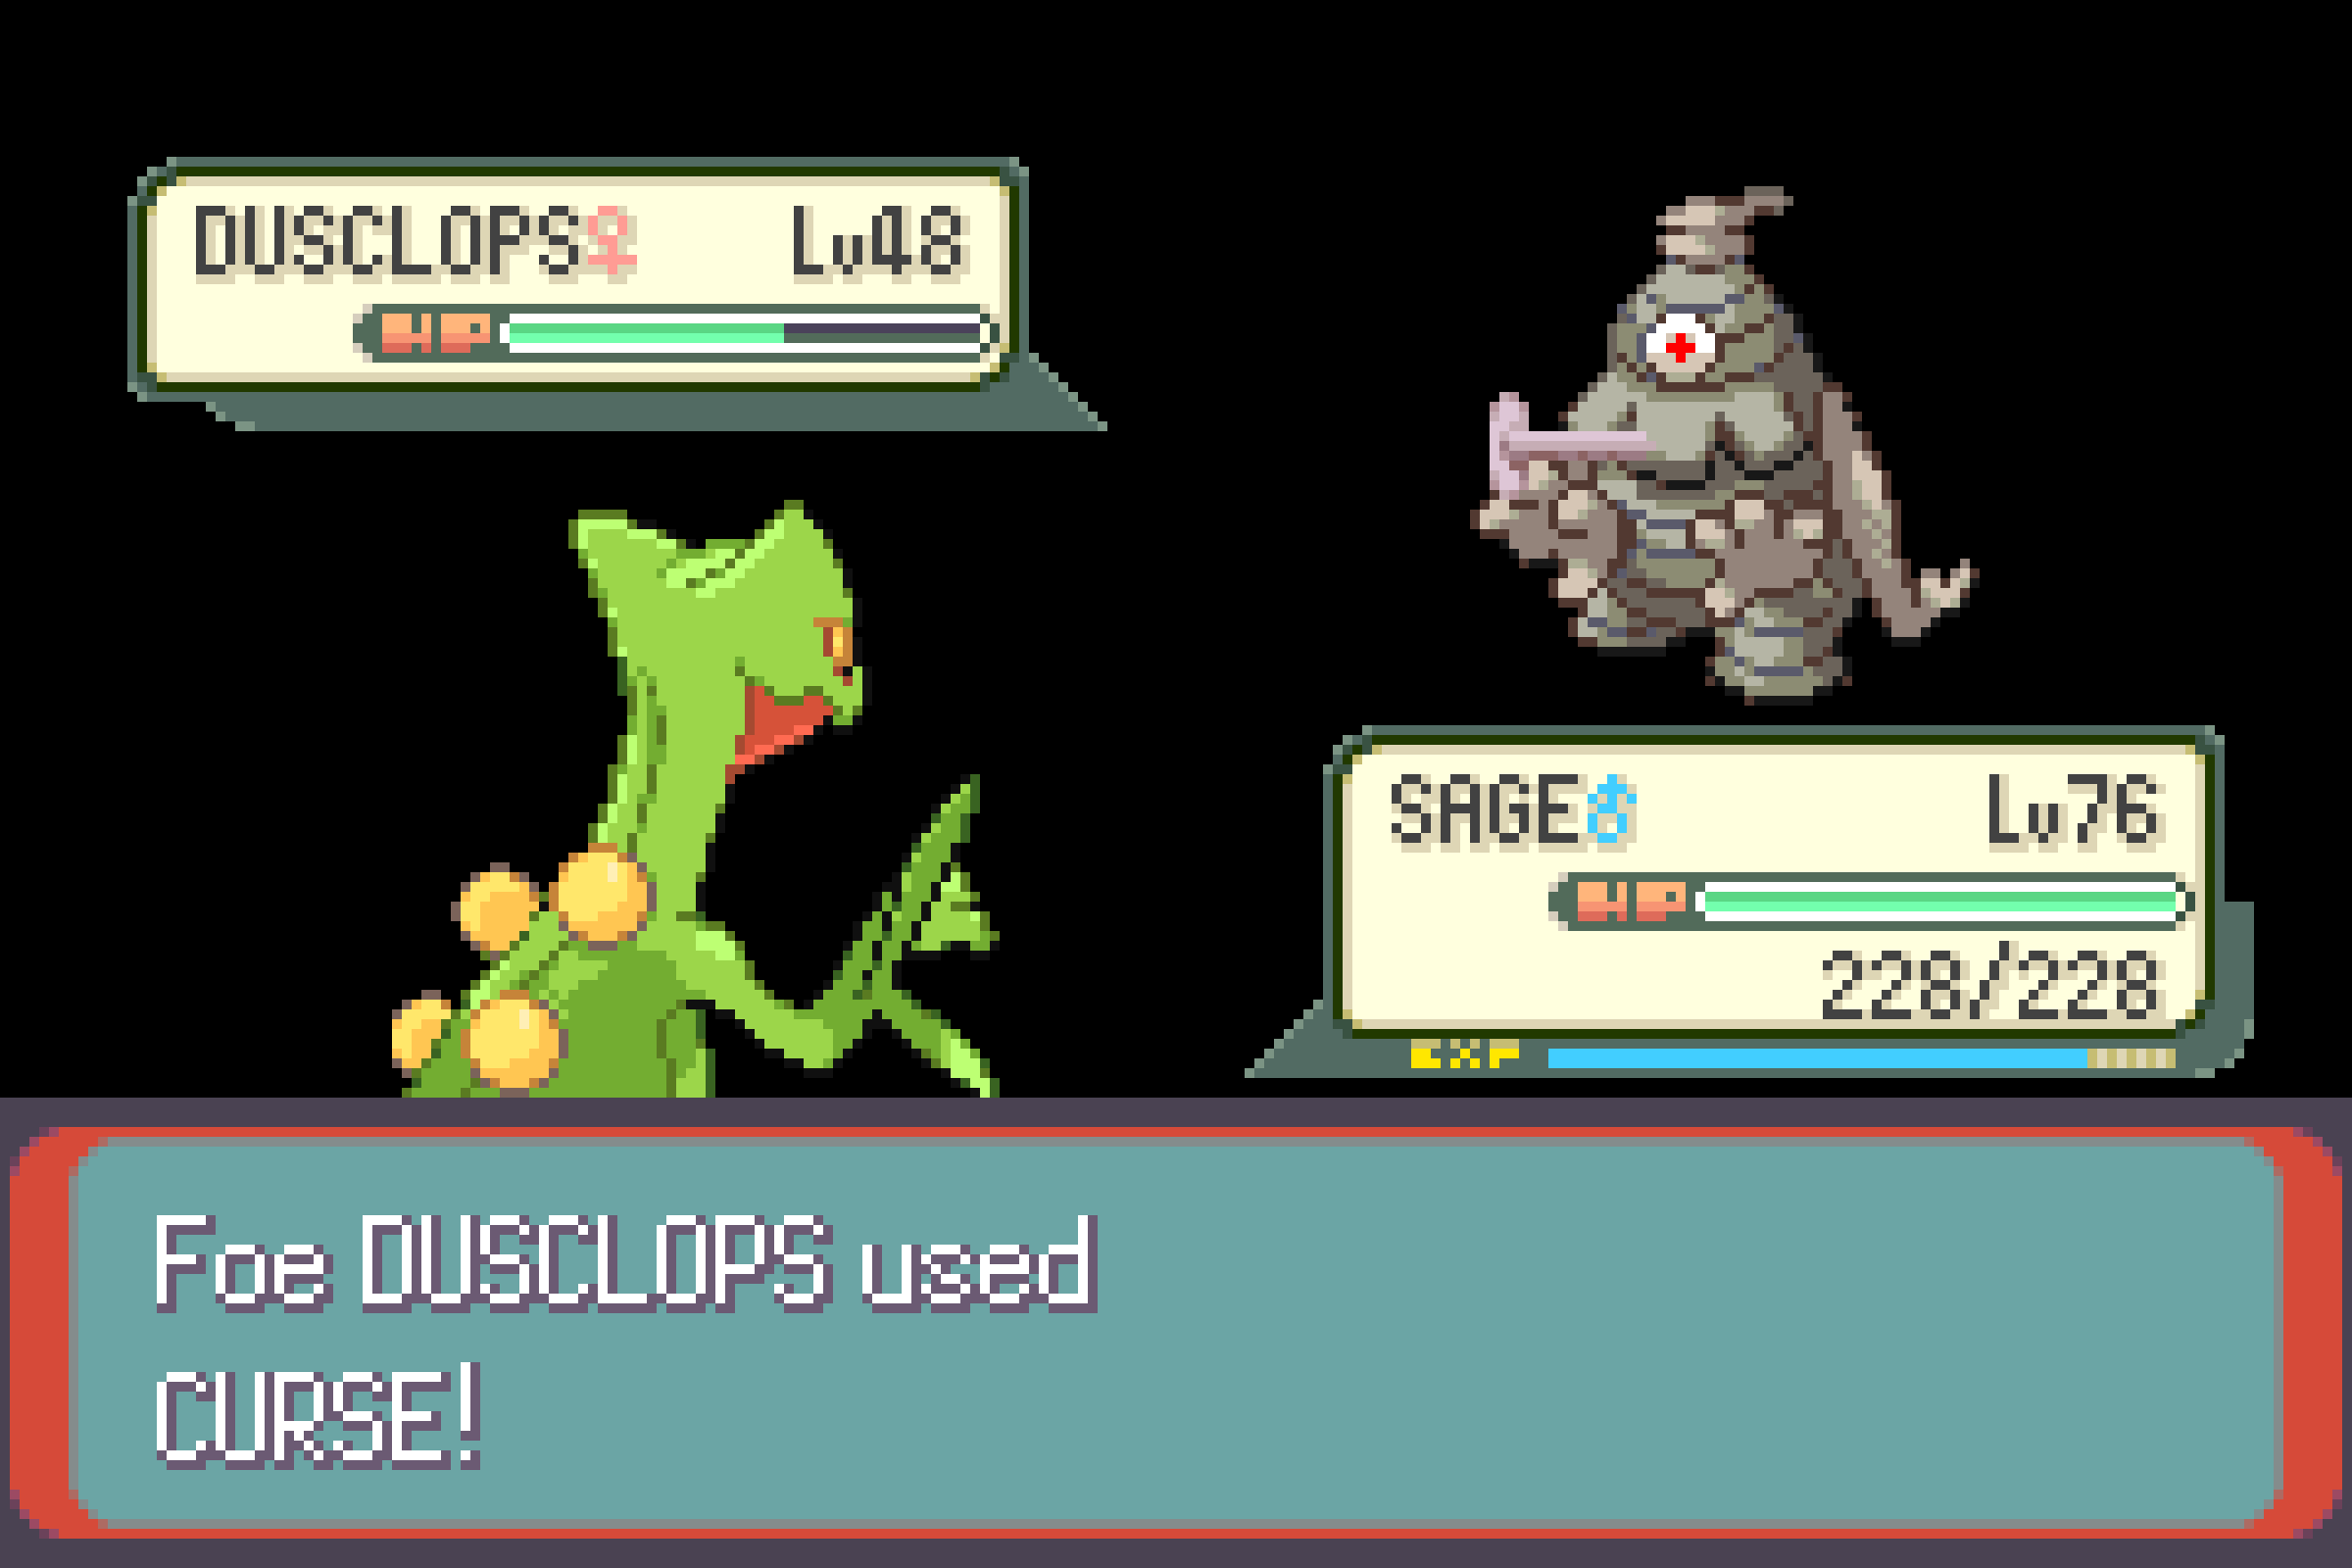 DUSCLOPS♀ Lv48
HP
SAGE♂ Lv76
HP
228/228
EXP
Foe DUSCLOPS used
CURSE!